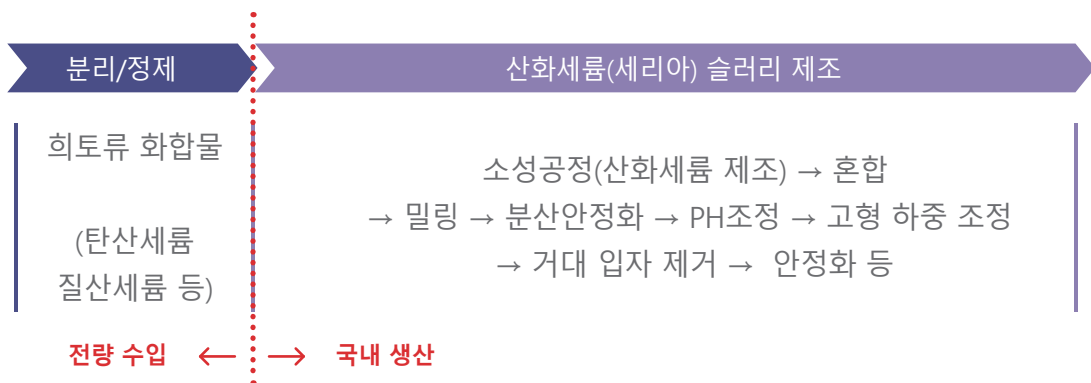 분리/정제
산화세륨(세리아) 슬러리 제조
희토류 화합물
(탄산세륨
질산세륨 등)
소성공정(산화세륨 제조) → 혼합
→ 밀링 → 분산안정화 → PH조정 → 고형 하중 조정
→ 거대 입자 제거 → 안정화 등
전량 수입 ← → 국내 생산